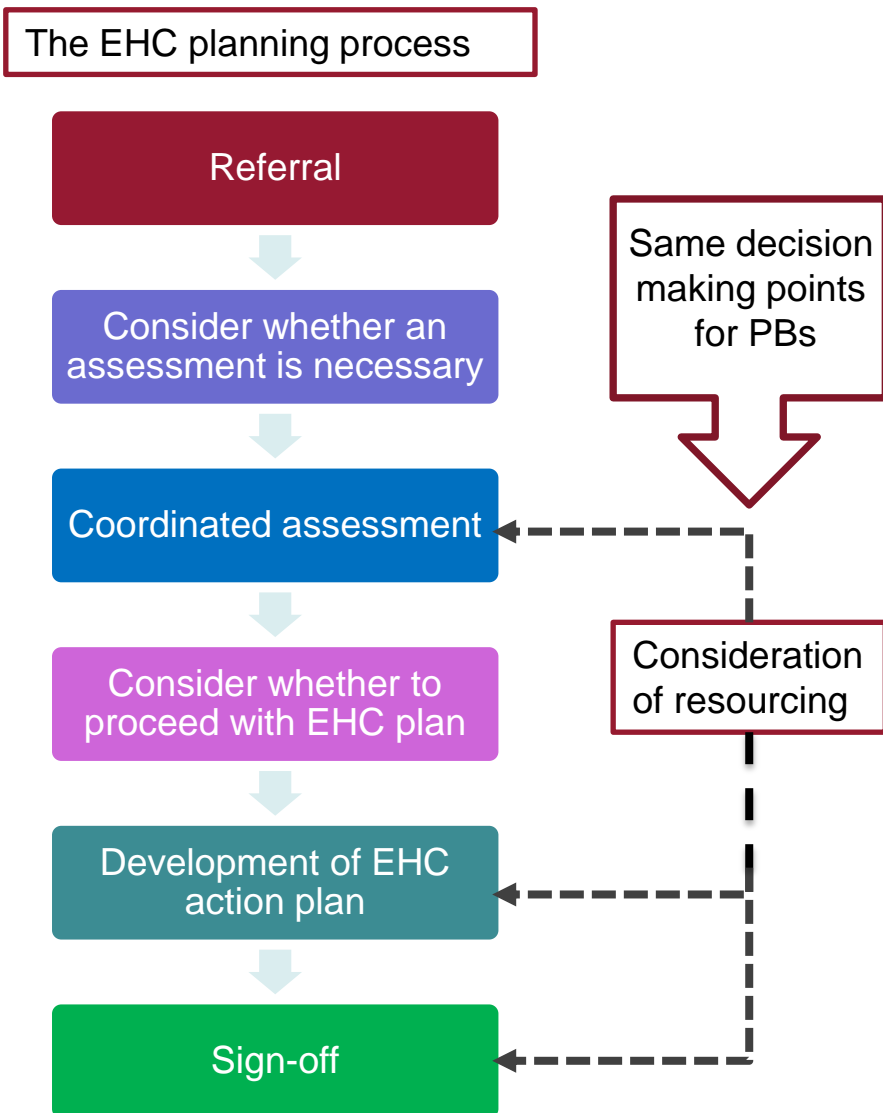 The EHC planning process
Referral
Consider whether an
assessment is necessary
Coordinated assessment
Consider whether to
proceed with EHC plan
Development of EHC
action plan
Sign-off
Same decision
making points
for PBs
Consideration
of resourcing